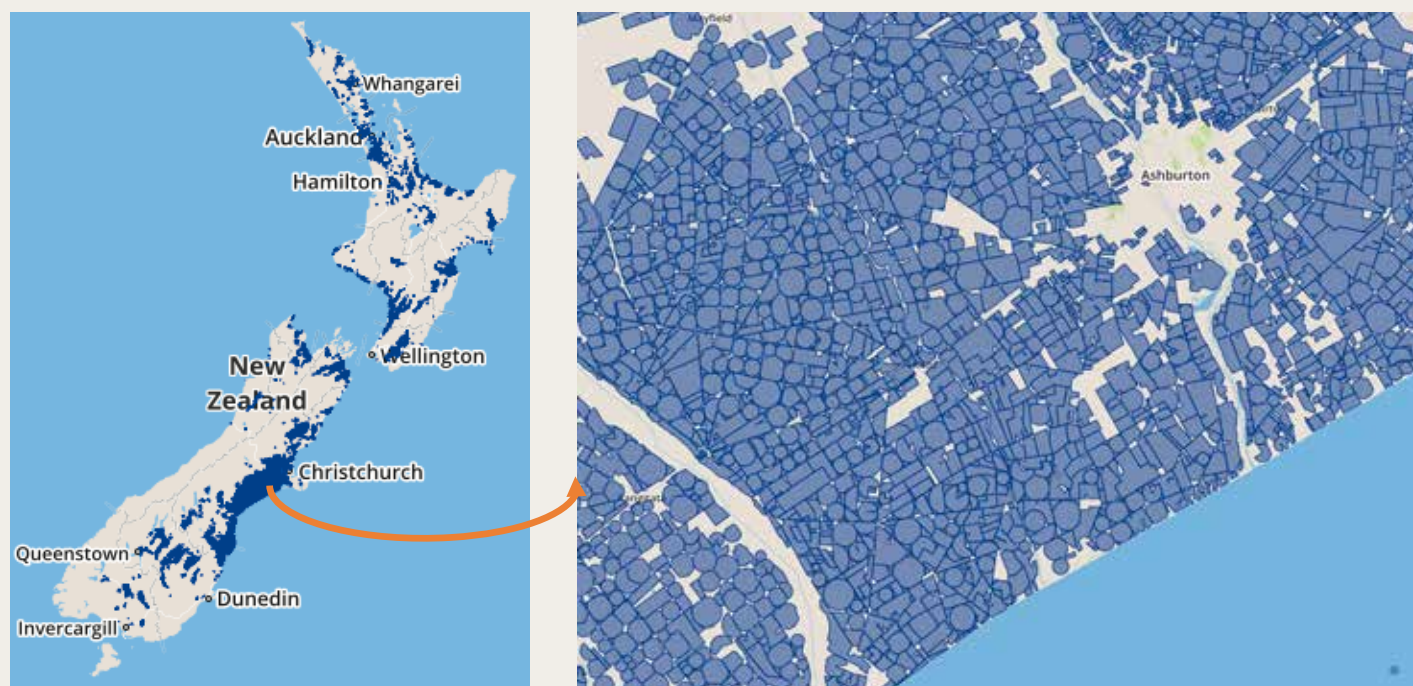 Whangarei
Auckland
Hamilton
Wellington
New
Zealand
Christchurch
Queenstown
Dunedin
Invercargill
Mayfield
Ashburton